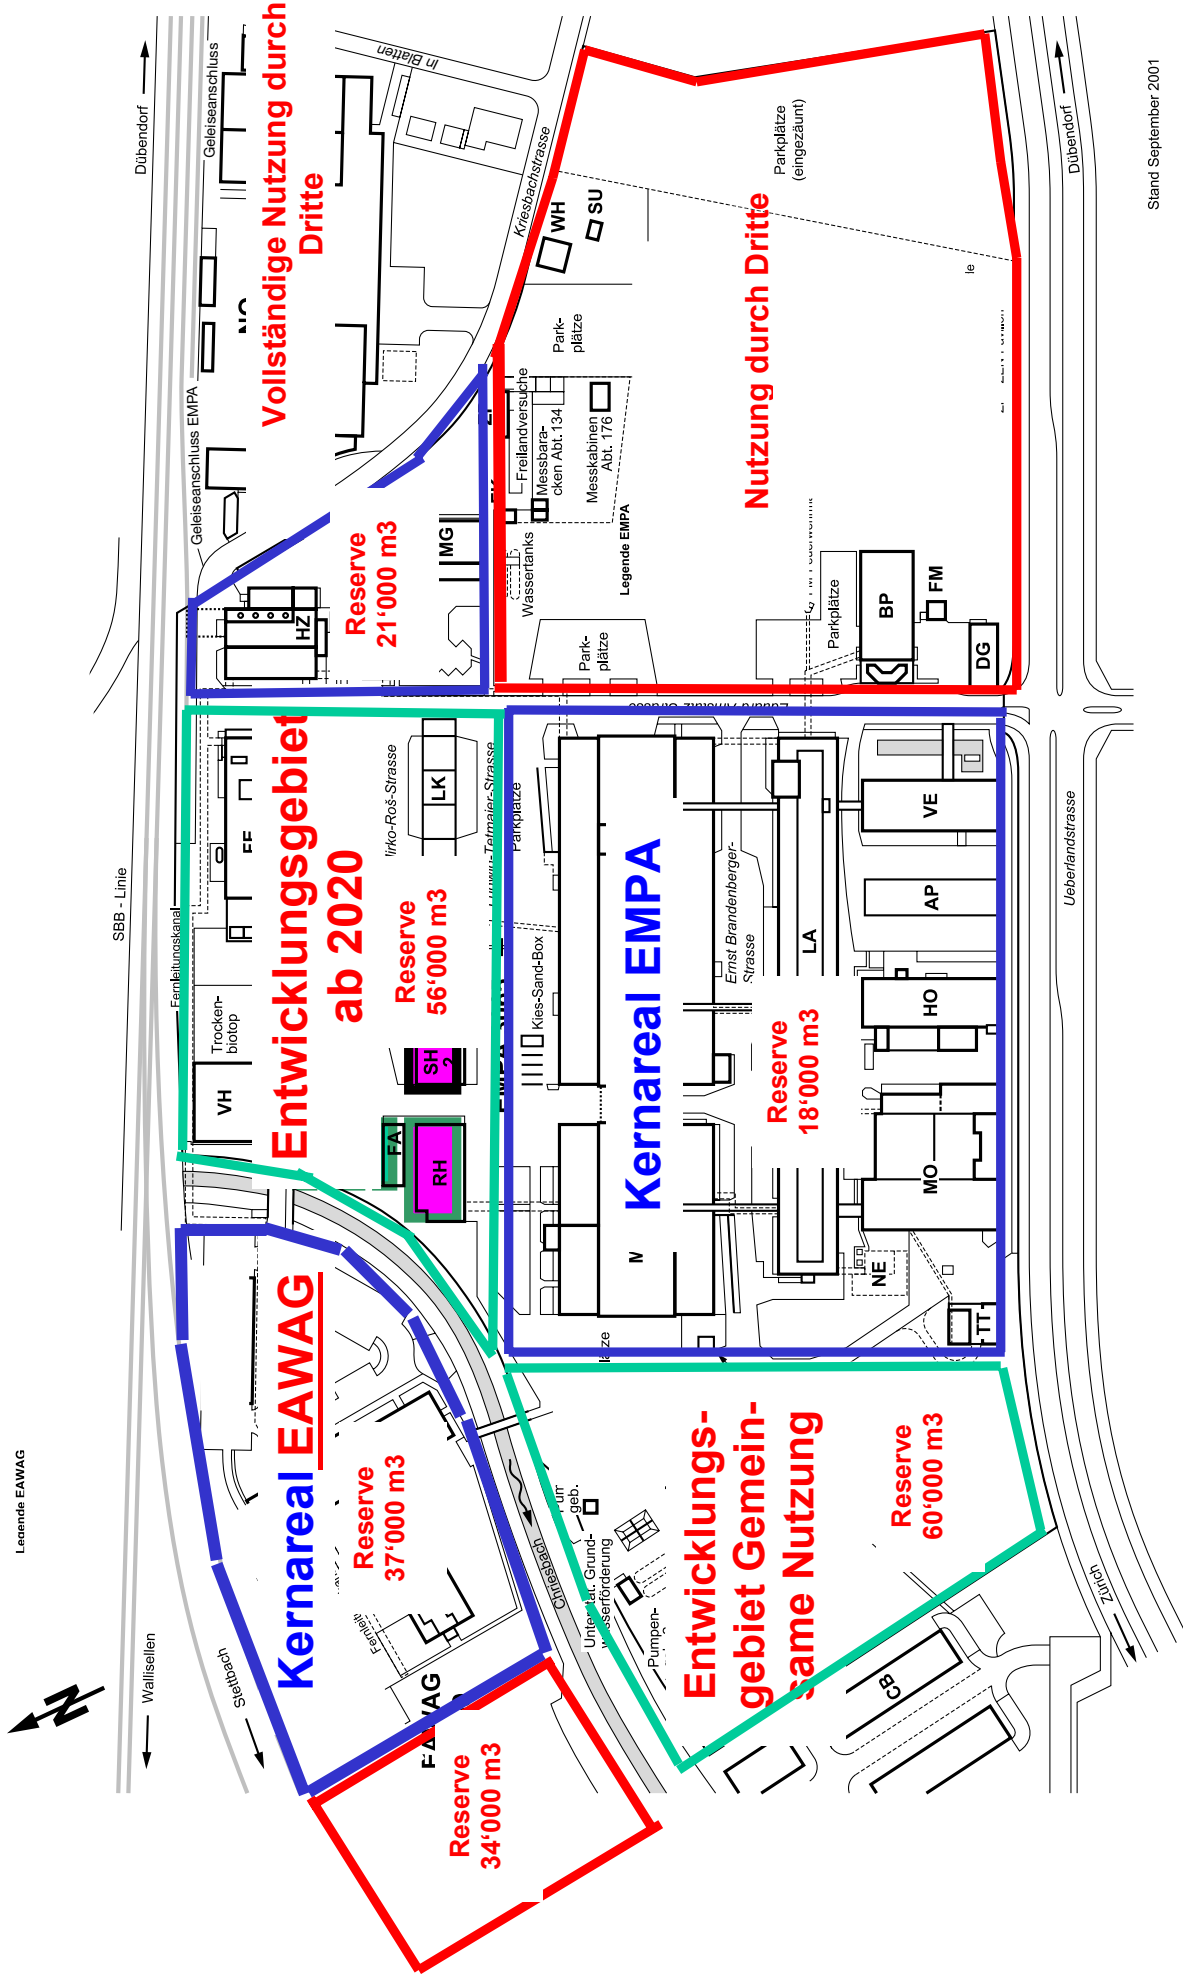 Legende EAWAG
Wallisellen
Stettbach
SBB - Linie
Dübendorf
Geleiseanschluss
Geleiseanschluss EMPA
Fernleitungskanal
Vollständige Nutzung durch
Dritte
In Blatten
Kriesbachstrasse
HZ
MG
Reserve
21‘000 m3
Entwicklungsgebiet
ab 2020
Reserve
56‘000 m3
LK
Trocken-
biotop
VH
FA
RH
SH
Kies-Sand-Box
Parkplätze
Kernareal EAWAG
Reserve
37‘000 m3
EAWAG
Reserve
34‘000 m3
Chriesbach
Kernareal EMPA
Ernst Brandenberger-
Strasse
Reserve
18‘000 m3
LA
VE
AP
HO
MO
NE
TT
Entwicklungs-
gebiet Gemein-
same Nutzung
Reserve
60‘000 m3
geb.
Pumpen-
CB
Nutzung durch Dritte
WH
SU
Park-
plätze
Freilandversuche
Messbara-
cken Abt.134
Messkabinen
Abt. 176
Wassertanks
Legende EMPA
Park-
plätze
Parkplätze
(eingezäunt)
Parkplätze
BP
FM
DG
Ueberlandstrasse
Dübendorf
Zürich
Stand September 2001
N